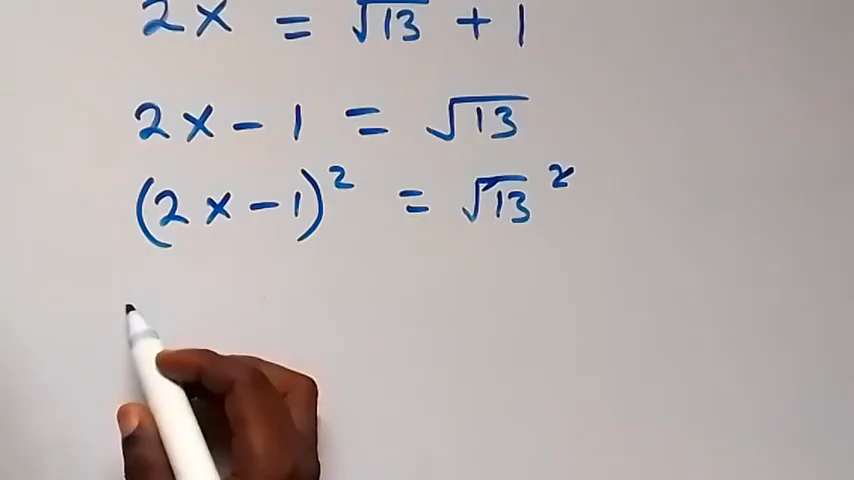 2x = √13 + 1
2x - 1 = √13
(2x - 1)² = √13²